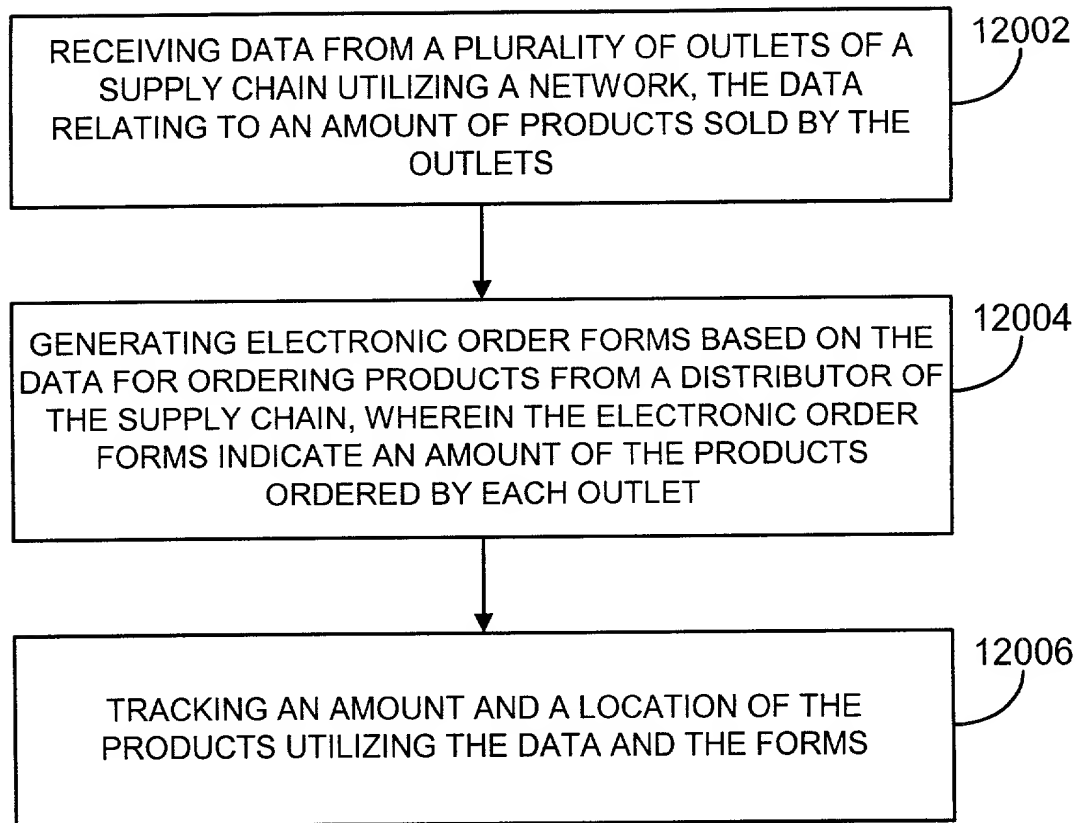 RECEIVING DATA FROM A PLURALITY OF OUTLETS OF A
SUPPLY CHAIN UTILIZING A NETWORK, THE DATA
RELATING TO AN AMOUNT OF PRODUCTS SOLD BY THE
OUTLETS
12002
GENERATING ELECTRONIC ORDER FORMS BASED ON THE
DATA FOR ORDERING PRODUCTS FROM A DISTRIBUTOR OF
THE SUPPLY CHAIN, WHEREIN THE ELECTRONIC ORDER
FORMS INDICATE AN AMOUNT OF THE PRODUCTS
ORDERED BY EACH OUTLET
12004
TRACKING AN AMOUNT AND A LOCATION OF THE
PRODUCTS UTILIZING THE DATA AND THE FORMS
12006